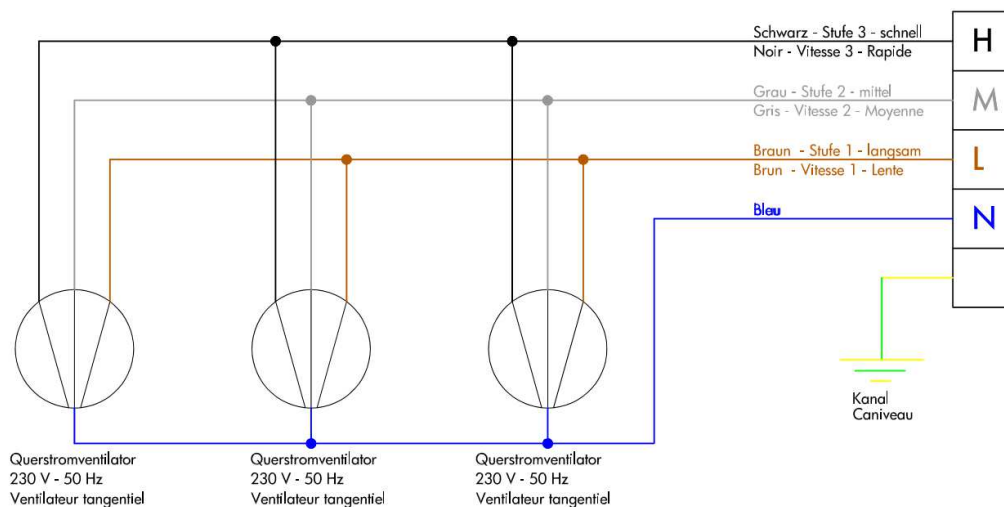 Schwarz - Stufe 3 - schnell
Noir - Vitesse 3 - Rapide
H
Grau - Stufe 2 - mittel
Gris - Vitesse 2 - Moyenne
M
Braun - Stufe 1 - langsam
Brun - Vitesse 1 - Lente
L
N
Kanal
Caniveau
Querstromventilator
230 V - 50 Hz
Ventilateur tangentiel
Querstromventilator
230 V - 50 Hz
Ventilateur tangentiel
Querstromventilator
230 V - 50 Hz
Ventilateur tangentiel